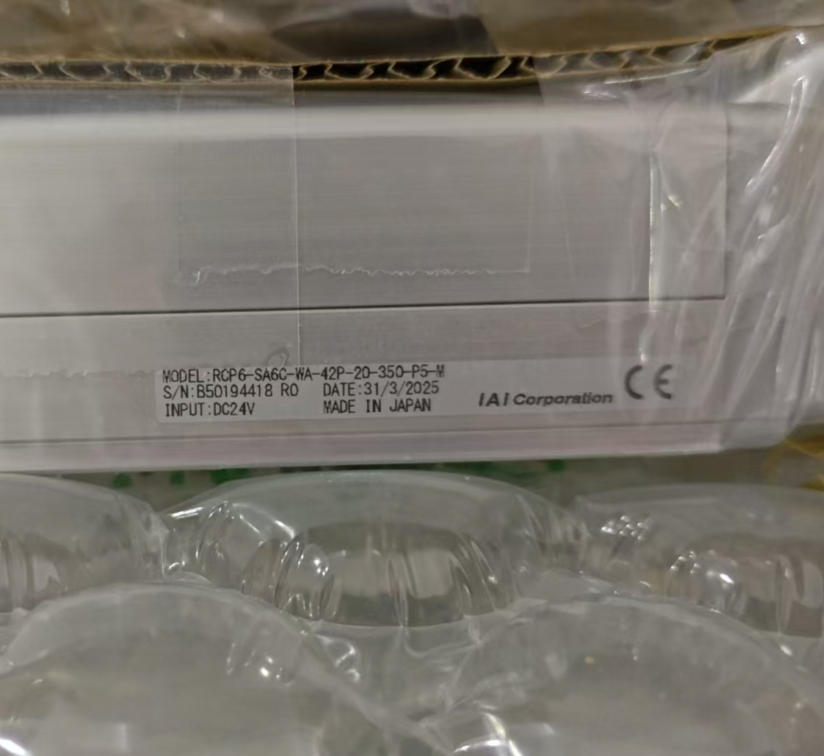 MODEL:RCP6-SA6C-WA-42P-20-350-P5-M
S/N:B50194418 R0 DATE:31/3/2025
INPUT:DC24V MADE IN JAPAN
IAI Corporation CE